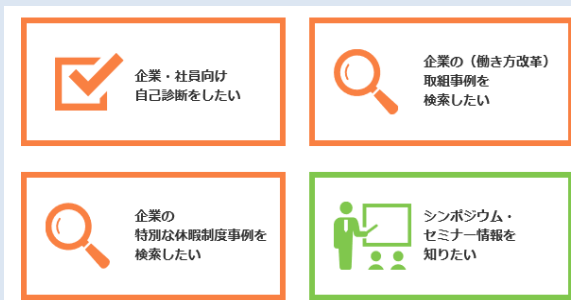 企業・社員向け
自己診断をしたい
企業の（働き方改革）
取組事例を
検索したい
企業の
特別な休暇制度事例を
検索したい
シンポジウム・
セミナー情報を
知りたい